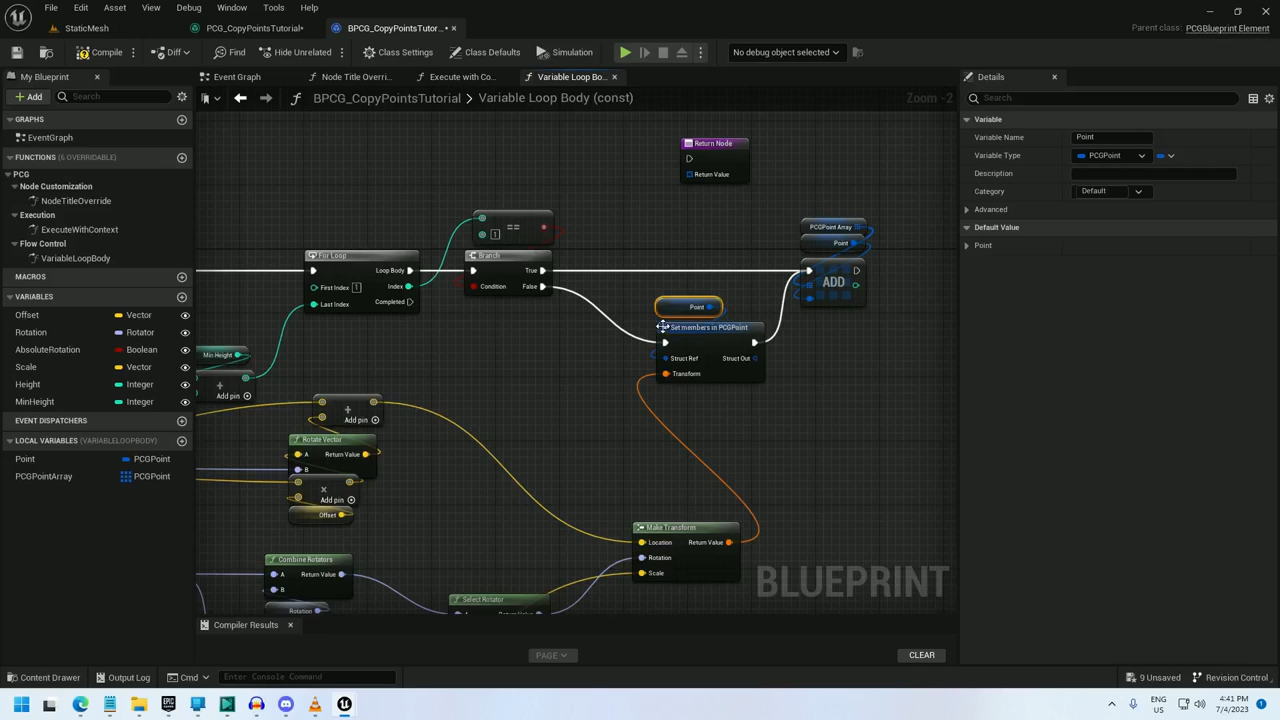 File Edit Asset View Debug Window Tools Help
StaticMesh
PCG_CopyPointsTutorial*
BPCG_CopyPointsTutor...
Parent class: PCGBlueprint Element
Compile
Diff
Find
Hide Unrelated
Class Settings
Class Defaults
Simulation
No debug object selected
My Blueprint
Event Graph
Node Title Overri...
Execute with Co...
Variable Loop Bo...
Details
Add
Search
BPCG_CopyPointsTutorial > Variable Loop Body (const)
Zoom -2
Search
GRAPHS
EventGraph
FUNCTIONS (6 OVERRIDABLE)
PCG
Node Customization
NodeTitleOverride
Execution
ExecuteWithContext
Flow Control
VariableLoopBody
MACROS
VARIABLES
Offset Vector
Rotation Rotator
AbsoluteRotation Boolean
Scale Vector
Height Integer
MinHeight Integer
EVENT DISPATCHERS
LOCAL VARIABLES (VARIABLELOOPBODY)
Point PCGPoint
PCGPointArray PCGPoint
Return Node
Return Value
==
1
For Loop
Loop Body
First Index 1
Index
Last Index
Completed
Branch
True
Condition
False
PCGPoint Array
Point
ADD
Point
Set members in PCGPoint
Struct Ref
Struct Out
Transform
Min Height
+
Add pin
+
Add pin
Rotate Vector
A Return Value
B
x
Add pin
Offset
Make Transform
Location Return Value
Rotation
Scale
Combine Rotators
A Return Value
B
Rotation
Select Rotator
BLUEPRINT
Variable
Variable Name Point
Variable Type PCGPoint
Description
Category Default
Advanced
Default Value
Point
Compiler Results
PAGE
CLEAR
Content Drawer
Output Log
Cmd
Enter Console Command
9 Unsaved
Revision Control
ENG
US
4:41 PM
7/4/2023